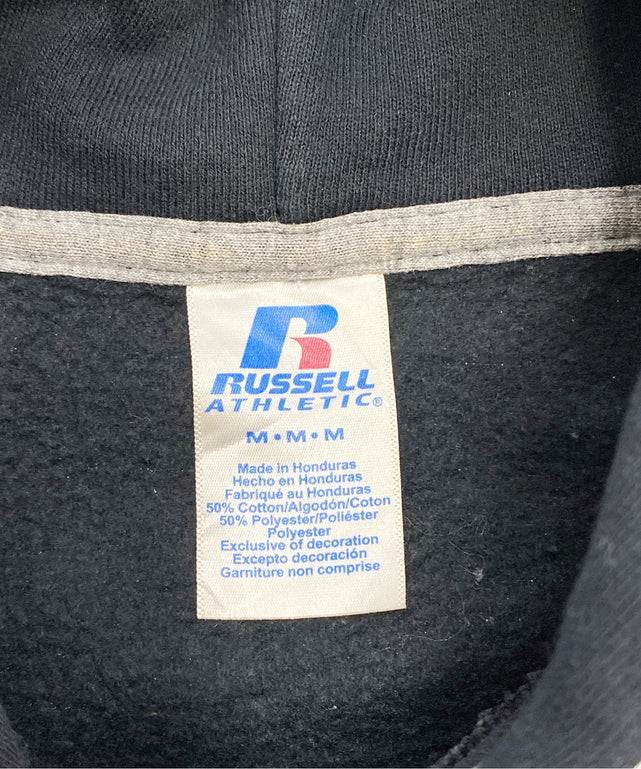 R
RUSSELL
ATHLETIC®
M•M•M
Made in Honduras
Hecho en Honduras
Fabriqué au Honduras
50% Cotton/Algodón/Coton
50% Polyester/Poliéster
Polyester
Exclusive of decoration
Excepto decoración
Garniture non comprise